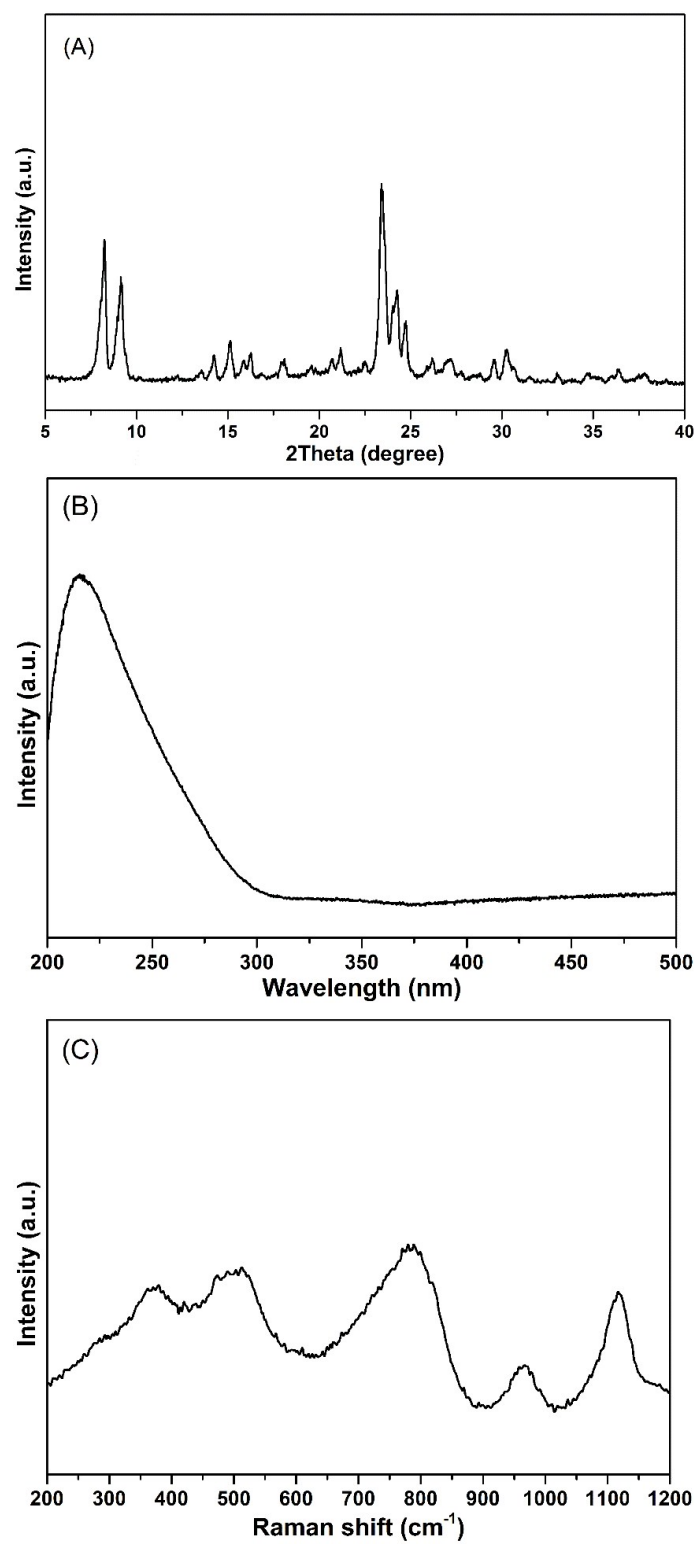 (A)
Intensity (a.u.)
5 10 15 20 25 30 35 40
2Theta (degree)
(B)
Intensity (a.u.)
200 250 300 350 400 450 500
Wavelength (nm)
(C)
Intensity (a.u.)
200 300 400 500 600 700 800 900 1000 1100 1200
Raman shift (cm⁻¹)